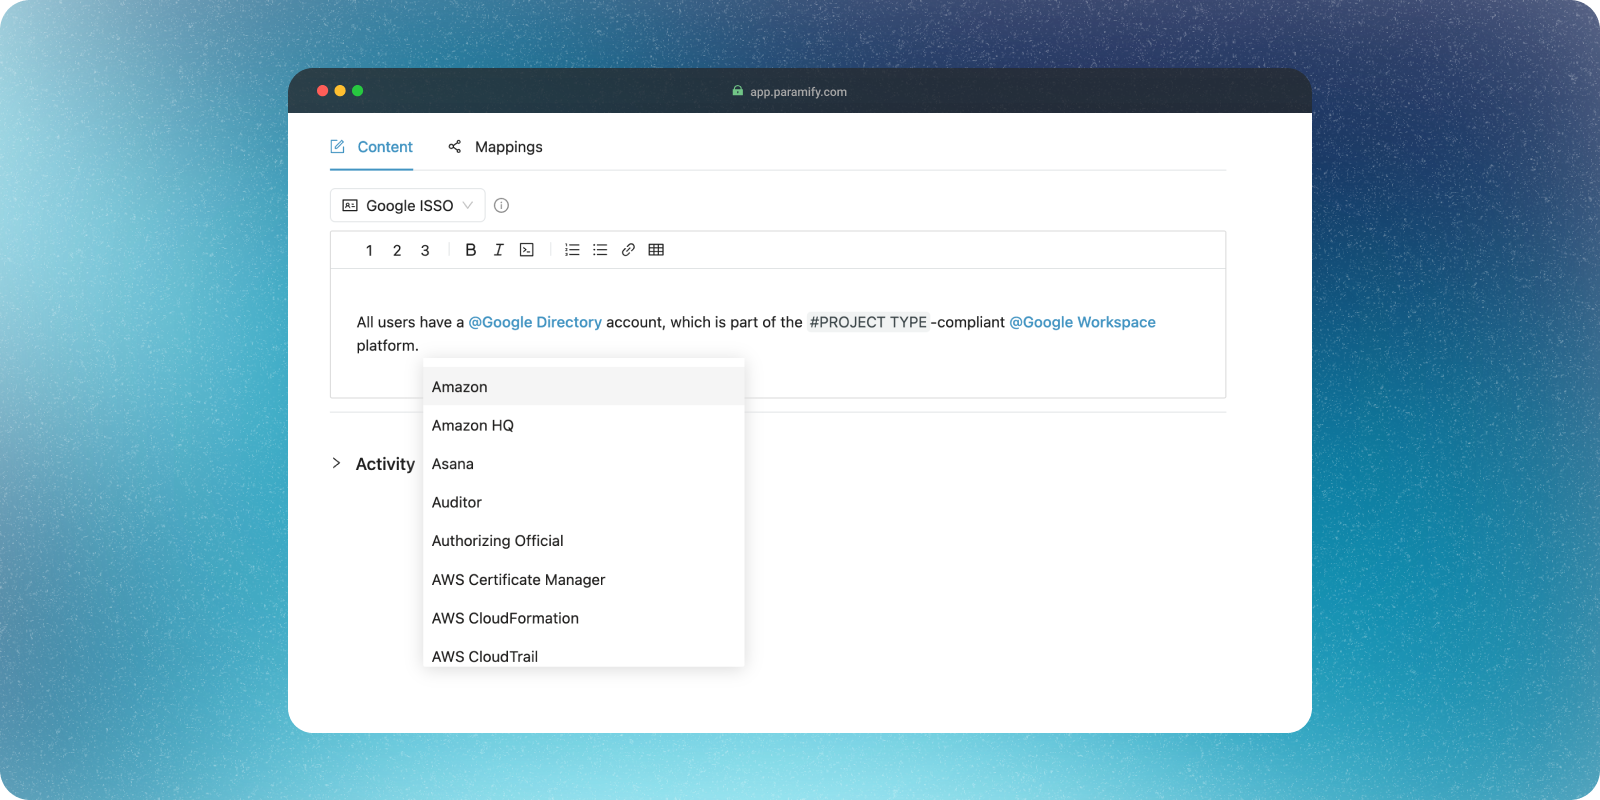 app.paramify.com
Content Mappings
Google ISSO
1 2 3 B I
All users have a @Google Directory account, which is part of the #PROJECT TYPE-compliant @Google Workspace
platform.
Amazon
Amazon HQ
Activity
Asana
Auditor
Authorizing Official
AWS Certificate Manager
AWS CloudFormation
AWS CloudTrail